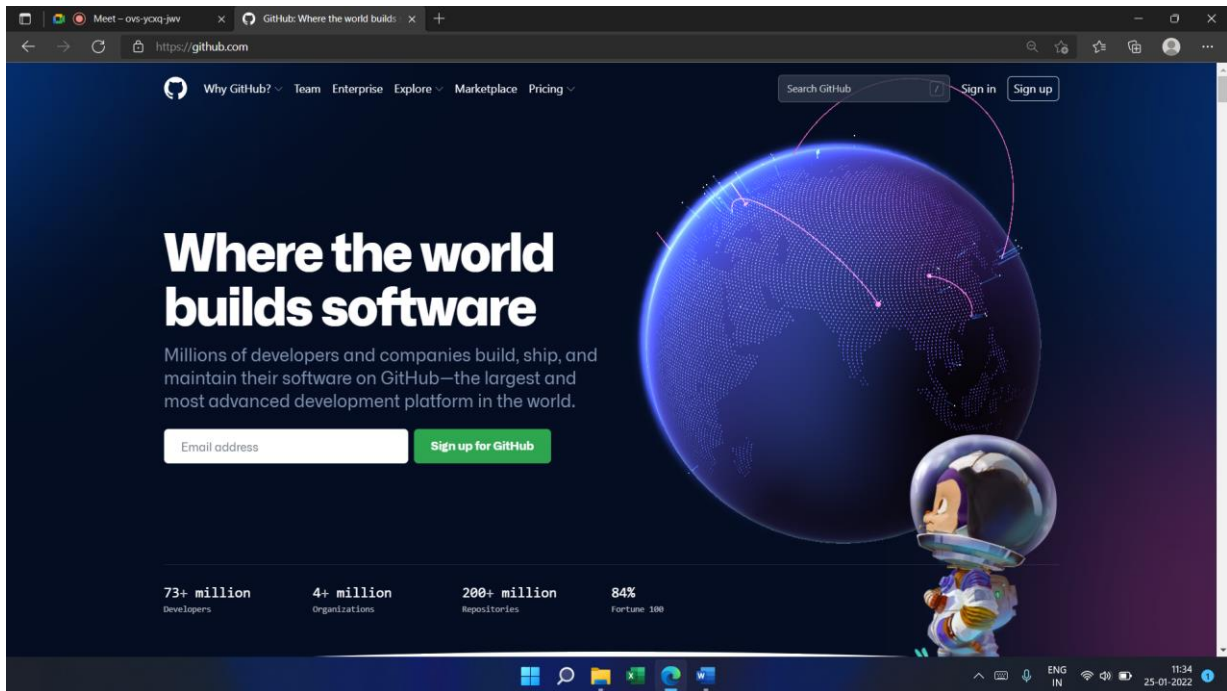 Meet – ovs-ycxq-jwv
GitHub: Where the world builds
https://github.com
Why GitHub? Team Enterprise Explore Marketplace Pricing
Search GitHub /
Sign in
Sign up
Where the world
builds software
Millions of developers and companies build, ship, and
maintain their software on GitHub—the largest and
most advanced development platform in the world.
Email address
Sign up for GitHub
73+ million
Developers
4+ million
Organizations
200+ million
Repositories
84%
Fortune 100
ENG
IN
11:34
25-01-2022
1